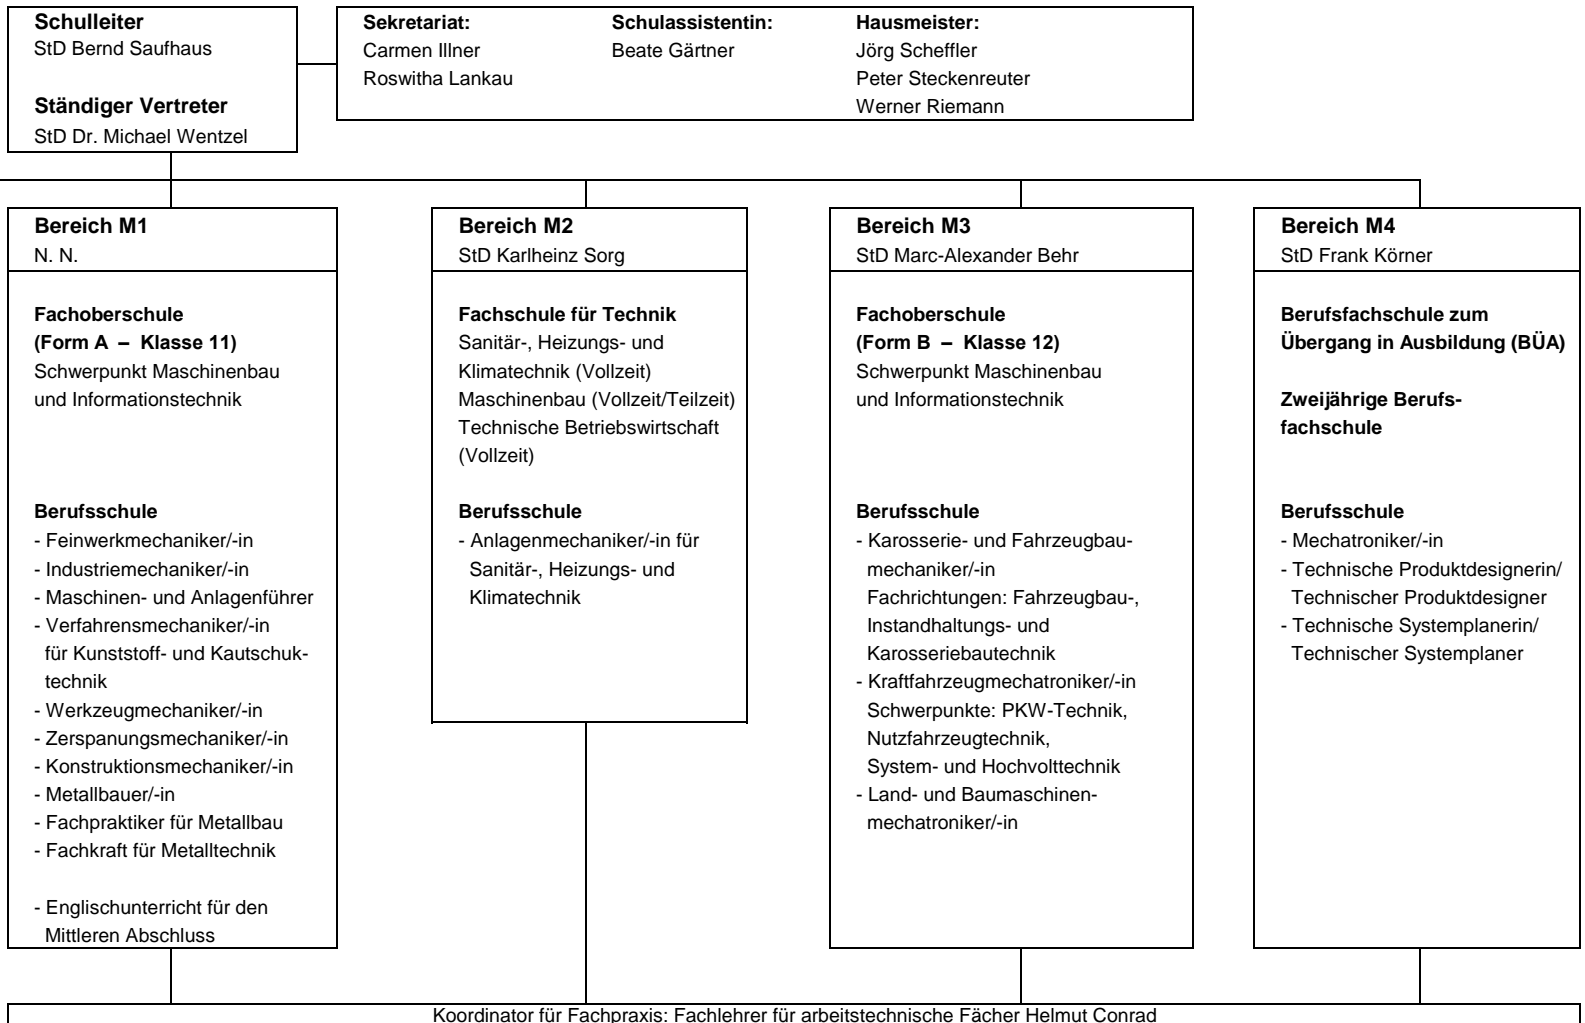 Schulleiter
StD Bernd Saufhaus
Ständiger Vertreter
StD Dr. Michael Wentzel
Sekretariat:
Carmen Illner
Roswitha Lankau
Schulassistentin:
Beate Gärtner
Hausmeister:
Jörg Scheffler
Peter Steckenreuter
Werner Riemann
Bereich M1
N. N.
Fachoberschule
(Form A – Klasse 11)
Schwerpunkt Maschinenbau
und Informationstechnik
Berufsschule
- Feinwerkmechaniker/-in
- Industriemechaniker/-in
- Maschinen- und Anlagenführer
- Verfahrensmechaniker/-in
für Kunststoff- und Kautschuk-
technik
- Werkzeugmechaniker/-in
- Zerspanungsmechaniker/-in
- Konstruktionsmechaniker/-in
- Metallbauer/-in
- Fachpraktiker für Metallbau
- Fachkraft für Metalltechnik
- Englischunterricht für den
Mittleren Abschluss
Bereich M2
StD Karlheinz Sorg
Fachschule für Technik
Sanitär-, Heizungs- und
Klimatechnik (Vollzeit)
Maschinenbau (Vollzeit/Teilzeit)
Technische Betriebswirtschaft
(Vollzeit)
Berufsschule
- Anlagenmechaniker/-in für
Sanitär-, Heizungs- und
Klimatechnik
Bereich M3
StD Marc-Alexander Behr
Fachoberschule
(Form B – Klasse 12)
Schwerpunkt Maschinenbau
und Informationstechnik
Berufsschule
- Karosserie- und Fahrzeugbau-
mechaniker/-in
Fachrichtungen: Fahrzeugbau-,
Instandhaltungs- und
Karosseriebautechnik
- Kraftfahrzeugmechatroniker/-in
Schwerpunkte: PKW-Technik,
Nutzfahrzeugtechnik,
System- und Hochvolttechnik
- Land- und Baumaschinen-
mechatroniker/-in
Bereich M4
StD Frank Körner
Berufsfachschule zum
Übergang in Ausbildung (BÜA)
Zweijährige Berufs-
fachschule
Berufsschule
- Mechatroniker/-in
- Technische Produktdesignerin/
Technischer Produktdesigner
- Technische Systemplanerin/
Technischer Systemplaner
Koordinator für Fachpraxis: Fachlehrer für arbeitstechnische Fächer Helmut Conrad